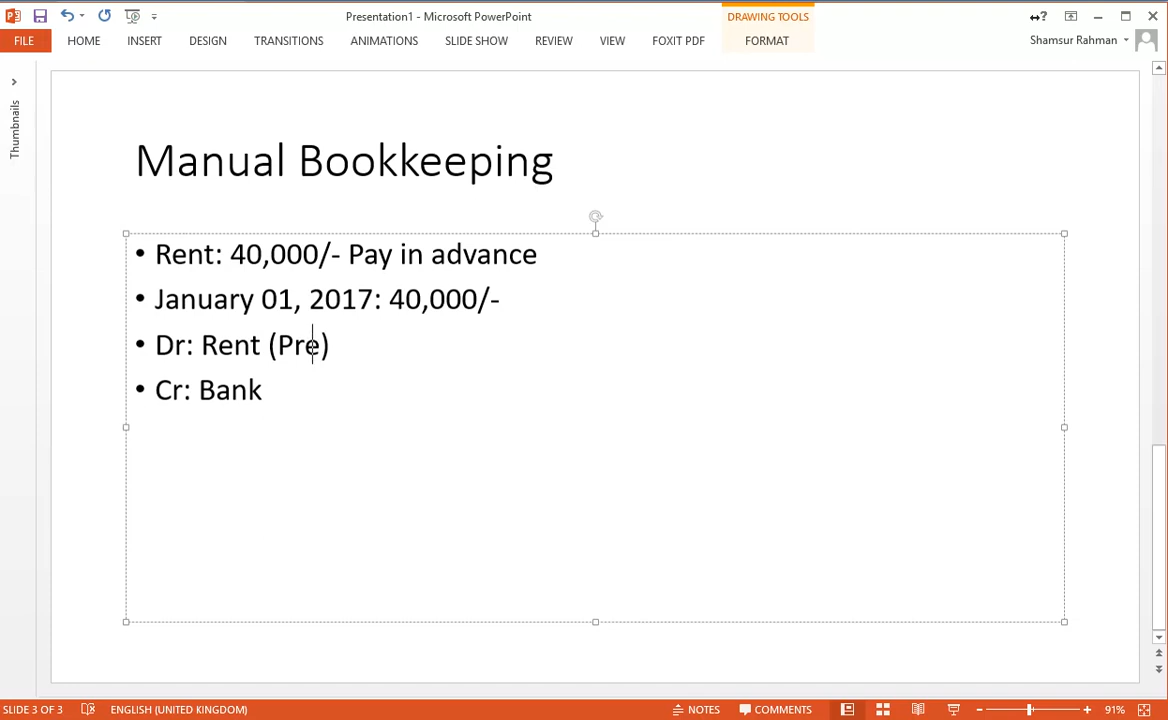 Presentation1 - Microsoft PowerPoint
DRAWING TOOLS
?
FILE HOME INSERT DESIGN TRANSITIONS ANIMATIONS SLIDE SHOW REVIEW VIEW FOXIT PDF FORMAT
Shamsur Rahman
Thumbnails
Manual Bookkeeping
• Rent: 40,000/- Pay in advance
• January 01, 2017: 40,000/-
• Dr: Rent (Pre)
• Cr: Bank
SLIDE 3 OF 3 ENGLISH (UNITED KINGDOM) NOTES COMMENTS 91%